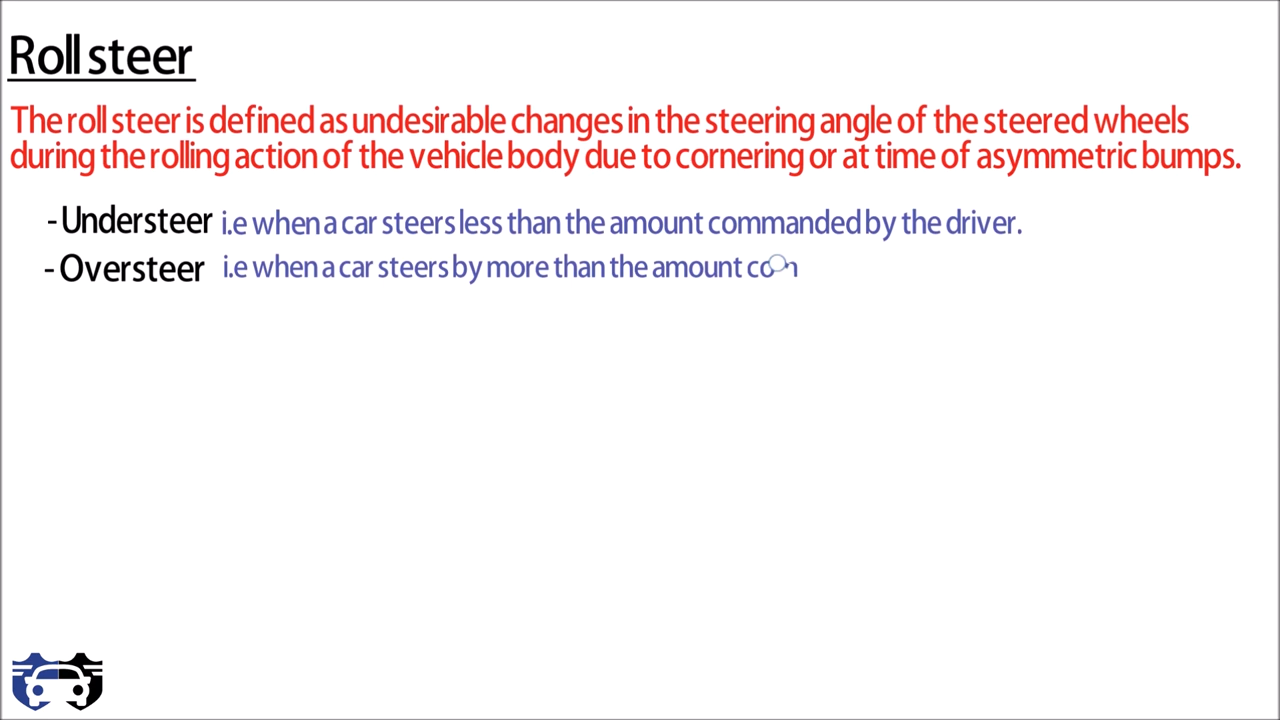 Roll steer
The roll steer is defined as undesirable changes in the steering angle of the steered wheels
during the rolling action of the vehicle body due to cornering or at time of asymmetric bumps.
- Understeer i.e when a car steers less than the amount commanded by the driver.
- Oversteer i.e when a car steers by more than the amount